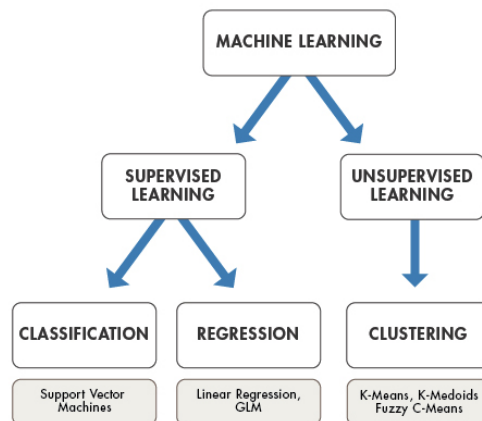 MACHINE LEARNING
SUPERVISED
LEARNING
UNSUPERVISED
LEARNING
CLASSIFICATION
REGRESSION
CLUSTERING
Support Vector
Machines
Linear Regression,
GLM
K-Means, K-Medoids
Fuzzy C-Means